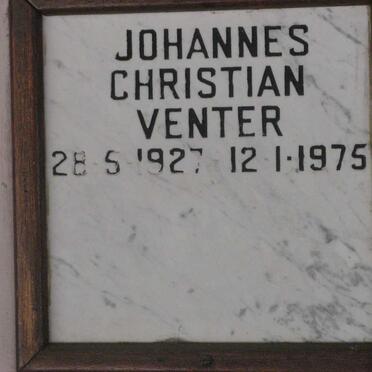 JOHANNES
CHRISTIAN
VENTER
28·5·1927 12·1·1975